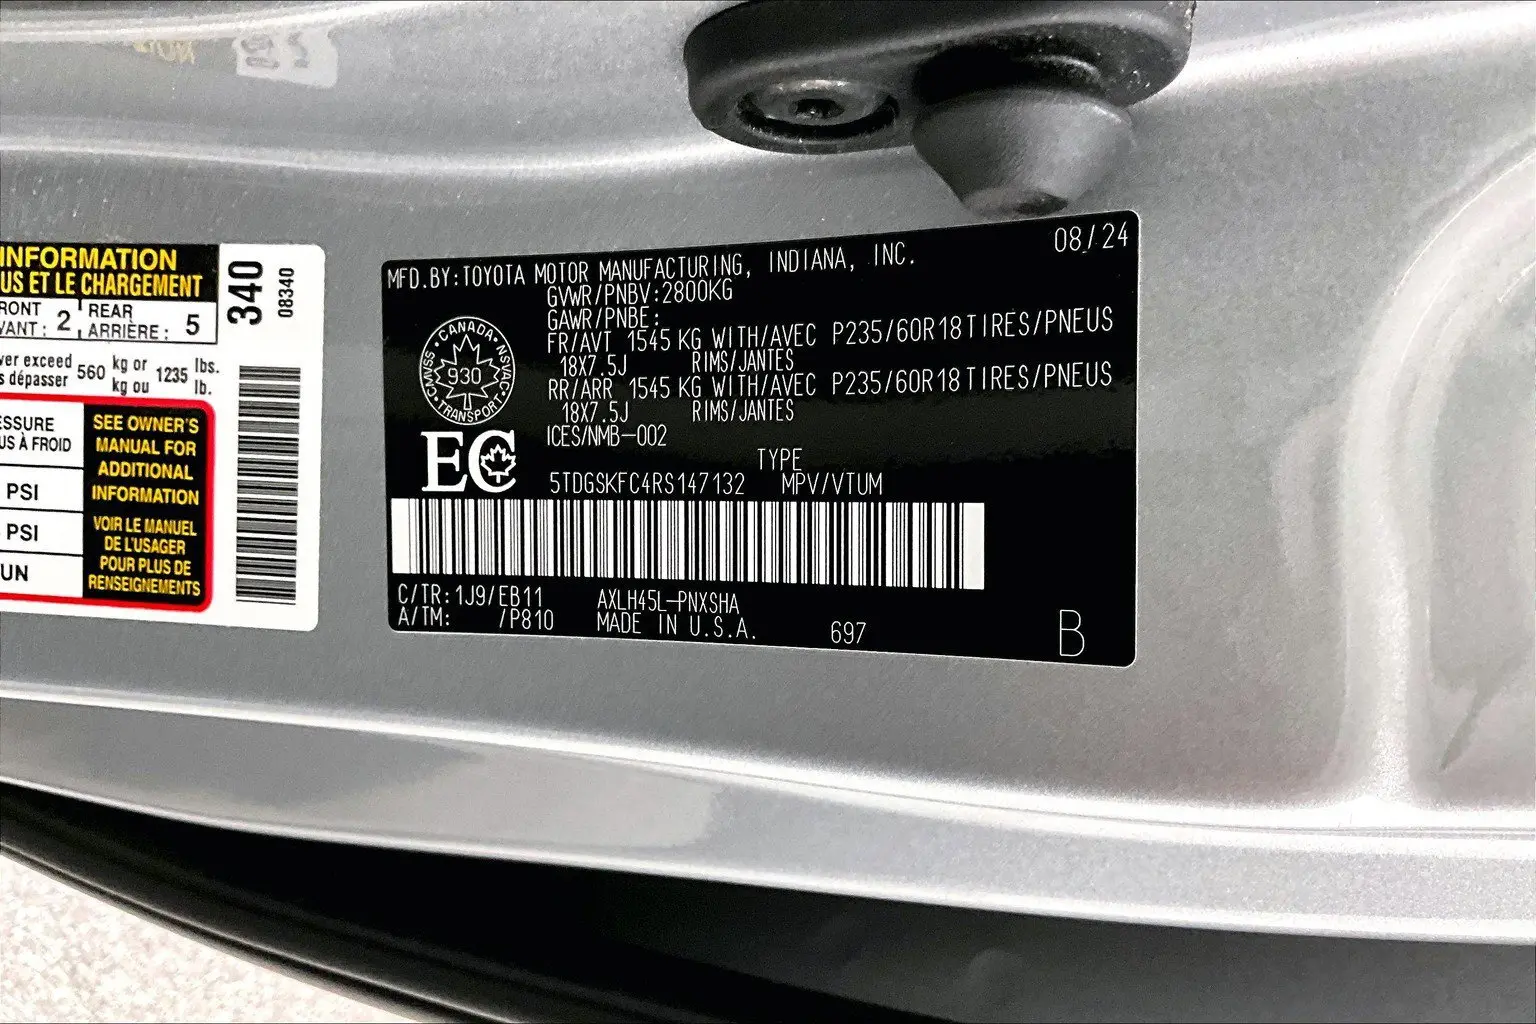 INFORMATION
US ET LE CHARGEMENT
RONT 2 REAR 5
VANT : ARRIÈRE :
ver exceed 560 kg or 1235 lbs.
s dépasser kg ou lb.
ESSURE
US À FROID
PSI
PSI
UN
SEE OWNER'S
MANUAL FOR
ADDITIONAL
INFORMATION
VOIR LE MANUEL
DE L'USAGER
POUR PLUS DE
RENSEIGNEMENTS
340
08340
MFD.BY:TOYOTA MOTOR MANUFACTURING, INDIANA, INC. 08/24
GVWR/PNBV:2800KG
GAWR/PNBE:
FR/AVT 1545 KG WITH/AVEC P235/60R18TIRES/PNEUS
18X7.5J RIMS/JANTES
RR/ARR 1545 KG WITH/AVEC P235/60R18TIRES/PNEUS
18X7.5J RIMS/JANTES
ICES/NMB-002
CANADA
CMVSS 930 NSVAC
TRANSPORT
EC
TYPE
5TDGSKFC4RS147132 MPV/VTUM
C/TR:1J9/EB11 AXLH45L-PNXSHA
A/TM: /P810 MADE IN U.S.A. 697 B